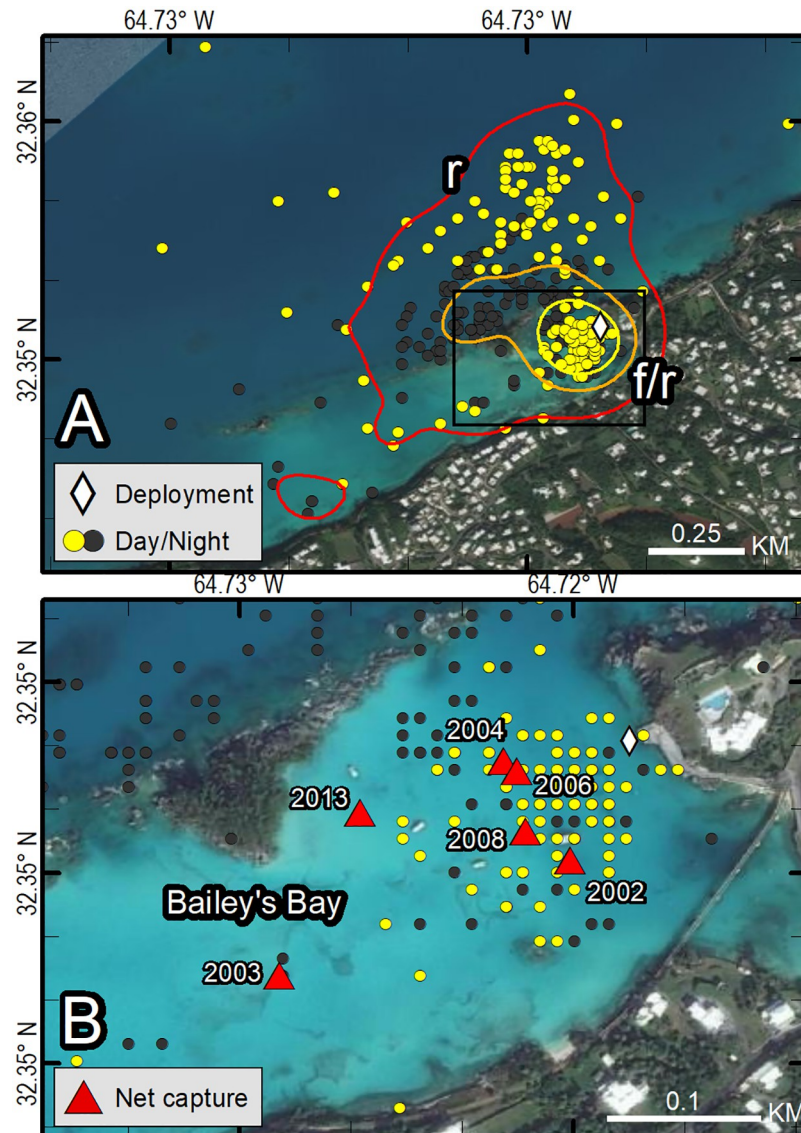 64.73° W 64.73° W
32.36° N
32.35° N
r
f/r
A
Deployment
Day/Night
0.25 KM
64.73° W 64.72° W
32.35° N
32.35° N
32.35° N
2004
2006
2013
2008
2002
Bailey's Bay
2003
B
Net capture
0.1 KM